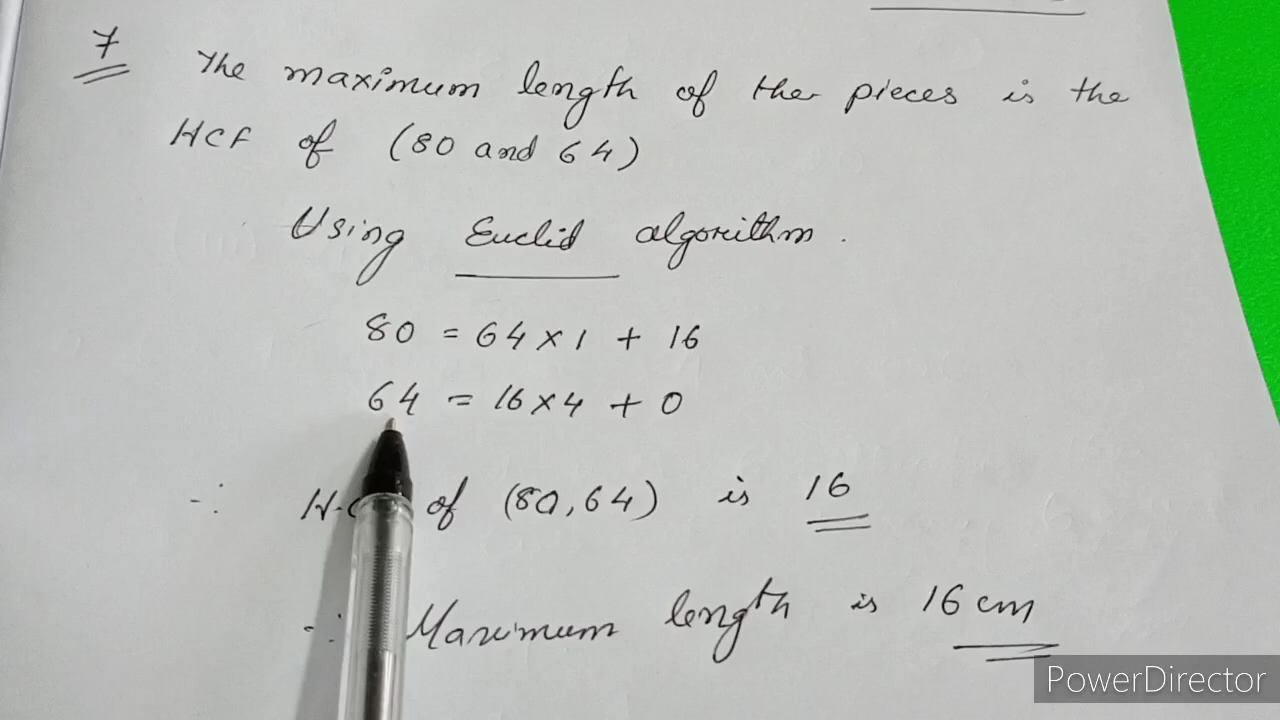 7 The maximum length of the pieces is the
HCF of (80 and 64)
Using Euclid algorithm.
80 = 64 × 1 + 16
64 = 16 × 4 + 0
∴ of (80, 64) is 16
∴ Maximum length is 16 cm
PowerDirector